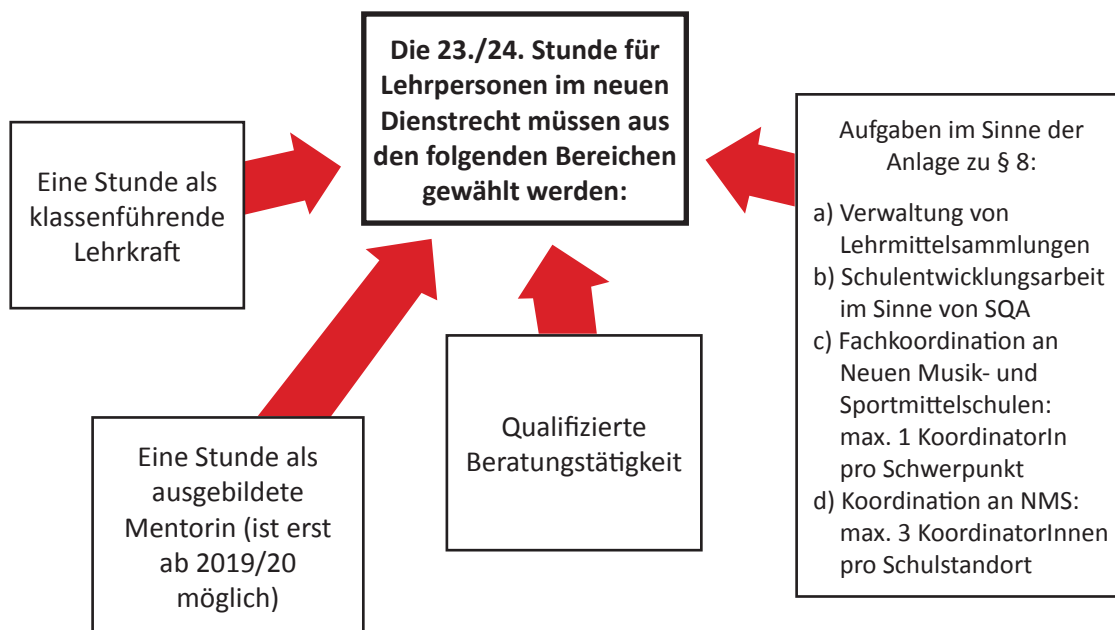 Die 23./24. Stunde für
Lehrpersonen im neuen
Dienstrecht müssen aus
den folgenden Bereichen
gewählt werden:
Eine Stunde als
klassenführende
Lehrkraft
Eine Stunde als
ausgebildete
Mentorin (ist erst
ab 2019/20
möglich)
Qualifizierte
Beratungstätigkeit
Aufgaben im Sinne der
Anlage zu § 8:
a) Verwaltung von
Lehrmittelsammlungen
b) Schulentwicklungsarbeit
im Sinne von SQA
c) Fachkoordination an
Neuen Musik- und
Sportmittelschulen:
max. 1 KoordinatorIn
pro Schwerpunkt
d) Koordination an NMS:
max. 3 KoordinatorInnen
pro Schulstandort